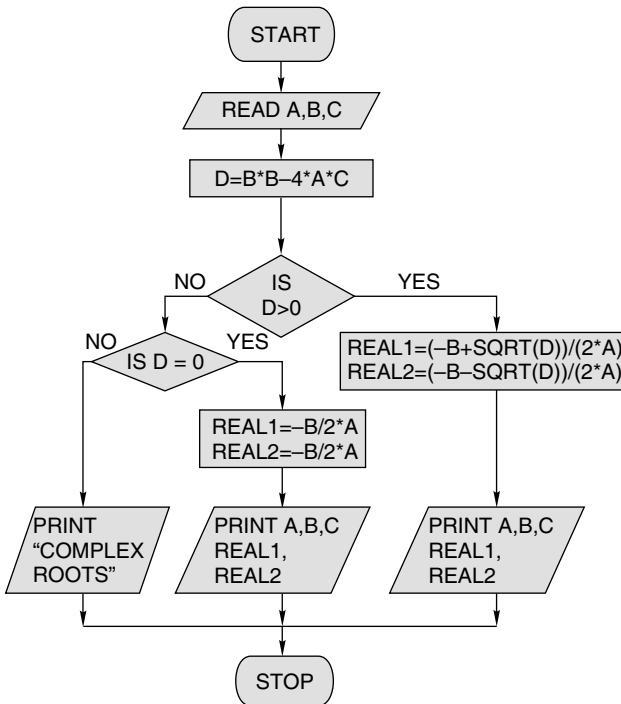 START
READ A,B,C
D=B*B–4*A*C
NO
IS
D>0
YES
NO
IS D = 0
YES
REAL1=(–B+SQRT(D))/(2*A)
REAL2=(–B–SQRT(D))/(2*A)
REAL1=–B/2*A
REAL2=–B/2*A
PRINT
“COMPLEX
ROOTS”
PRINT A,B,C
REAL1,
REAL2
PRINT A,B,C
REAL1,
REAL2
STOP